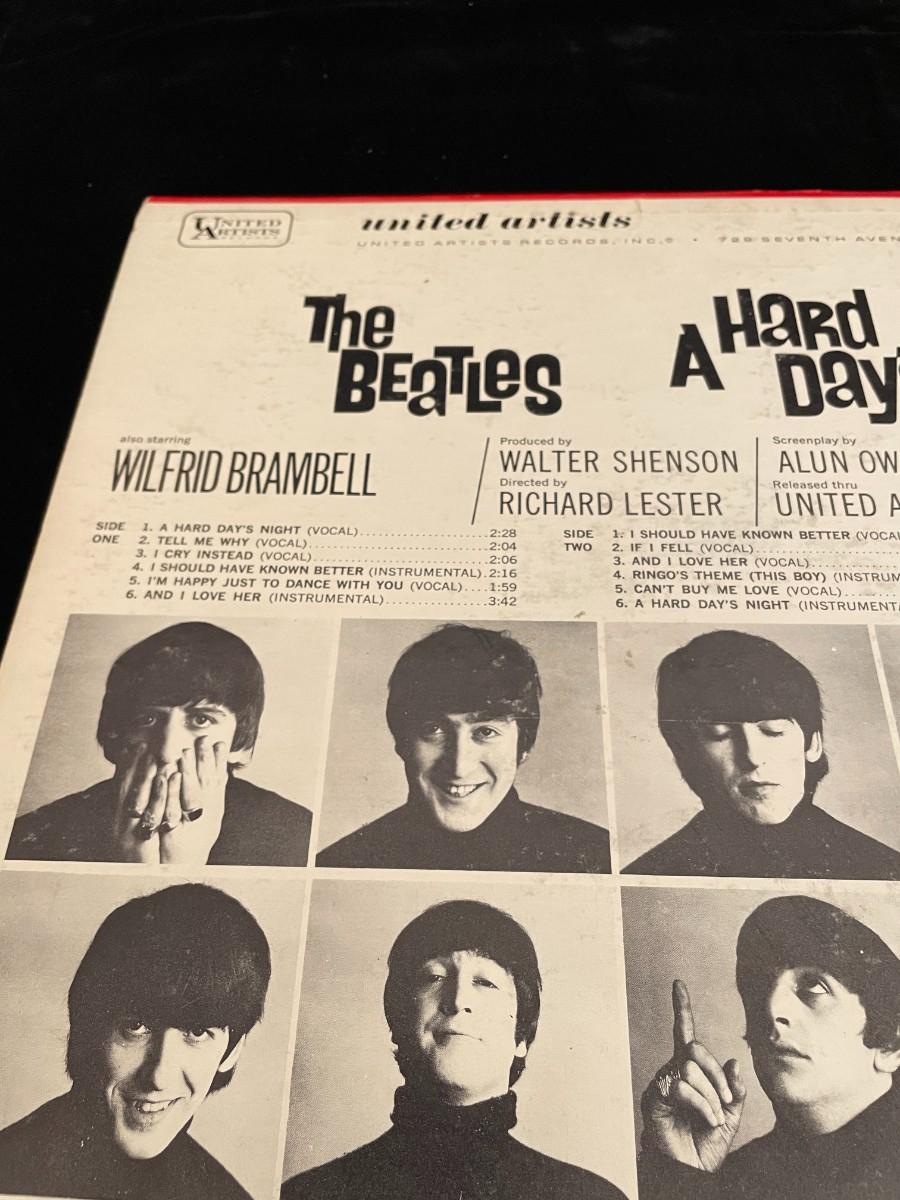 UNITED ARTISTS
RECORDS
united artists
UNITED ARTISTS RECORDS, INC.® • 729 SEVENTH AVEN
The
BEATLES
A HARD
DAY'
also starring
WILFRID BRAMBELL
Produced by
WALTER SHENSON
Directed by
RICHARD LESTER
Screenplay by
ALUN OW
Released thru
UNITED A
SIDE ONE
1. A HARD DAY'S NIGHT (VOCAL)..............................2:28
2. TELL ME WHY (VOCAL)..............................2:04
3. I CRY INSTEAD (VOCAL)..............................2:06
4. I SHOULD HAVE KNOWN BETTER (INSTRUMENTAL).2:16
5. I'M HAPPY JUST TO DANCE WITH YOU (VOCAL)....1:59
6. AND I LOVE HER (INSTRUMENTAL)..................3:42
SIDE TWO
1. I SHOULD HAVE KNOWN BETTER (VOCA
2. IF I FELL (VOCAL)....................
3. AND I LOVE HER (VOCAL)............
4. RINGO'S THEME (THIS BOY) (INSTRUM
5. CAN'T BUY ME LOVE (VOCAL)........
6. A HARD DAY'S NIGHT (INSTRUMENTA